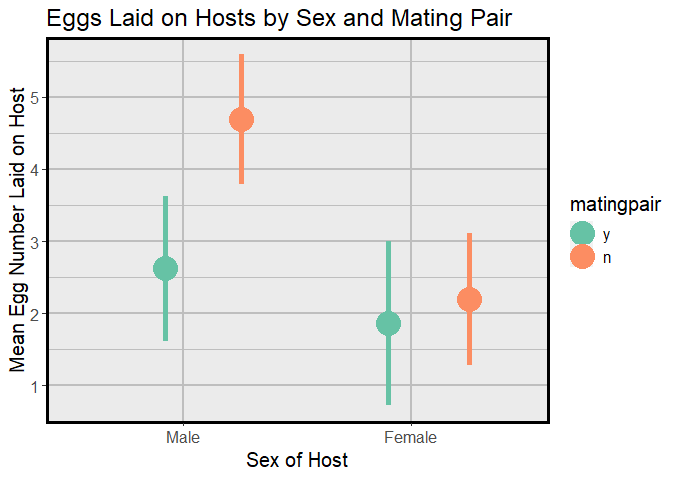 Eggs Laid on Hosts by Sex and Mating Pair
Mean Egg Number Laid on Host
5
4
3
2
1
Male Female
Sex of Host
matingpair
y
n